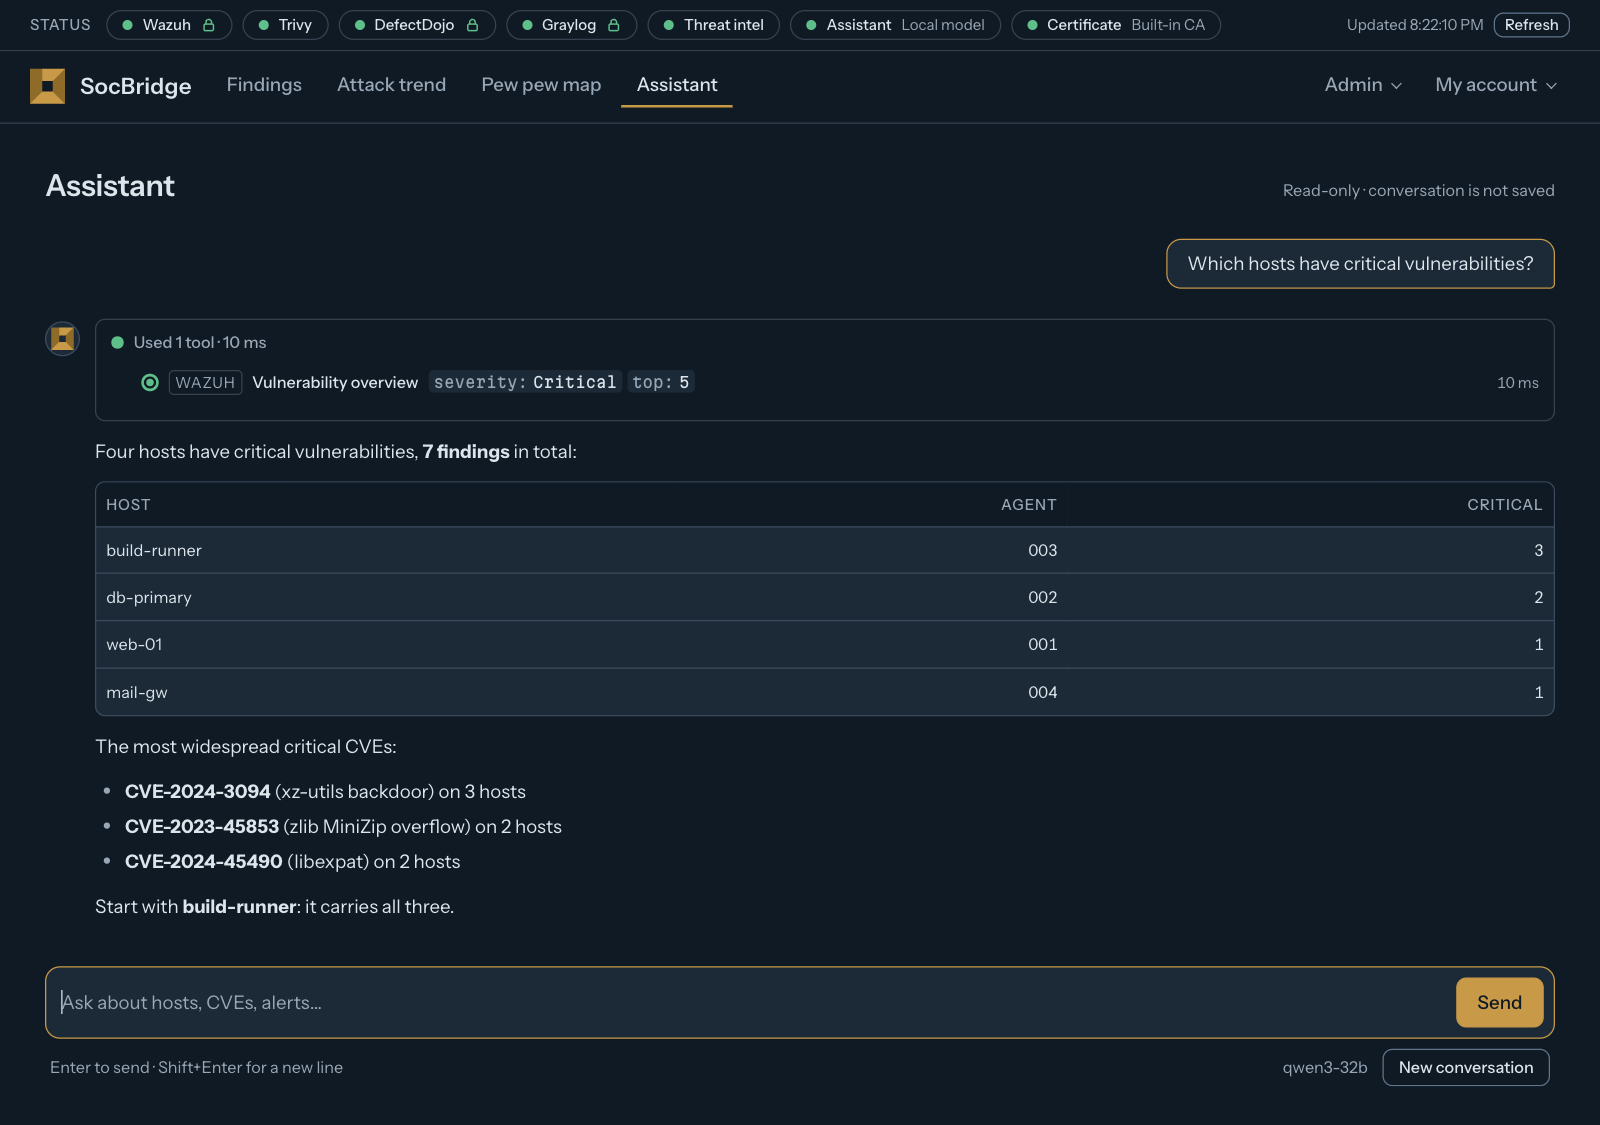 STATUS Wazuh Trivy DefectDojo Graylog Threat intel Assistant Local model Certificate Built-in CA Updated 8:22:10 PM Refresh
SocBridge Findings Attack trend Pew pew map Assistant Admin My account
Assistant
Read-only · conversation is not saved
Which hosts have critical vulnerabilities?
Used 1 tool · 10 ms
WAZUH Vulnerability overview severity: Critical top: 5 10 ms
Four hosts have critical vulnerabilities, 7 findings in total:
HOST AGENT CRITICAL
build-runner 003 3
db-primary 002 2
web-01 001 1
mail-gw 004 1
The most widespread critical CVEs:
• CVE-2024-3094 (xz-utils backdoor) on 3 hosts
• CVE-2023-45853 (zlib MiniZip overflow) on 2 hosts
• CVE-2024-45490 (libexpat) on 2 hosts
Start with build-runner: it carries all three.
Ask about hosts, CVEs, alerts...
Send
Enter to send · Shift+Enter for a new line
qwen3-32b New conversation